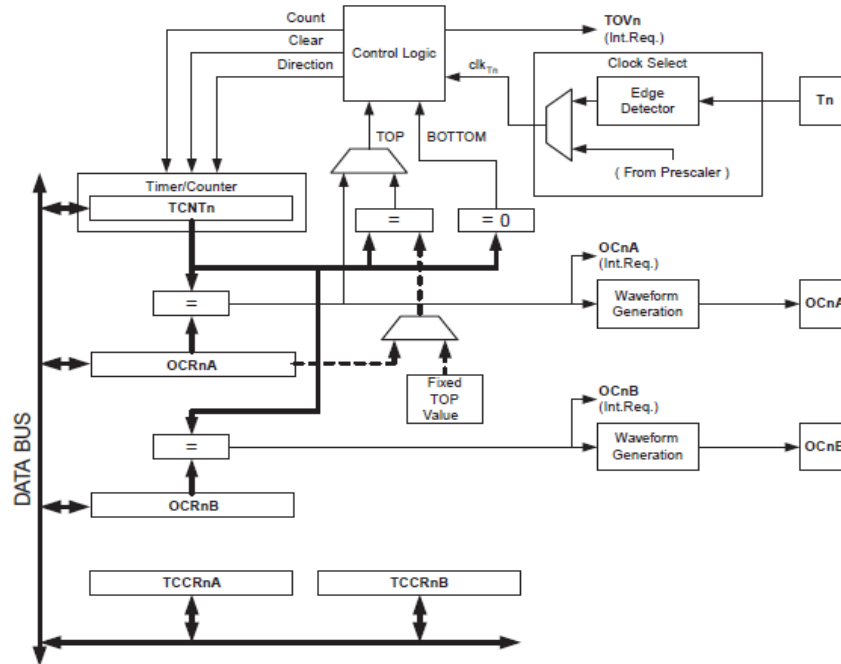 Count
Clear
Direction
Control Logic
TOVn
(Int.Req.)
clkTn
Clock Select
Edge
Detector
Tn
( From Prescaler )
TOP
BOTTOM
Timer/Counter
TCNTn
=
= 0
OCnA
(Int.Req.)
=
Waveform
Generation
OCnA
OCRnA
Fixed
TOP
Value
OCnB
(Int.Req.)
=
Waveform
Generation
OCnB
OCRnB
DATA BUS
TCCRnA
TCCRnB